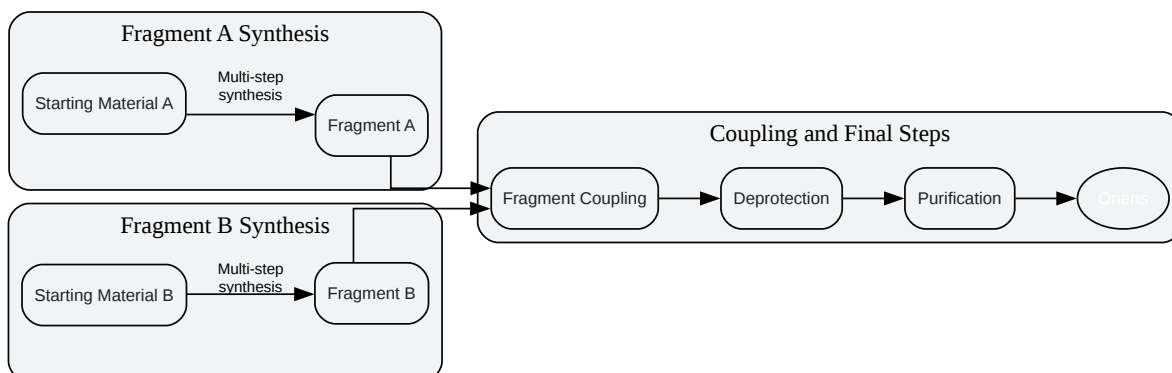 Fragment A Synthesis
Starting Material A
Multi-step
synthesis
Fragment A
Fragment B Synthesis
Starting Material B
Multi-step
synthesis
Fragment B
Coupling and Final Steps
Fragment Coupling
Deprotection
Purification
Oriens